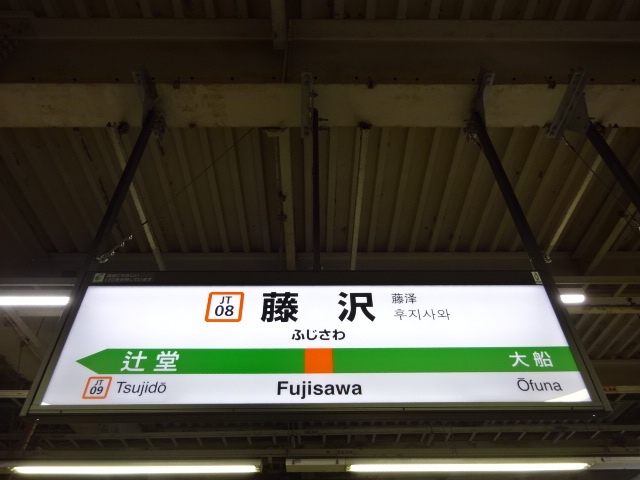 JT
08
藤沢
藤泽
후지사와
ふじさわ
辻堂
大船
JT
09
Tsujidō
Fujisawa
Ōfuna